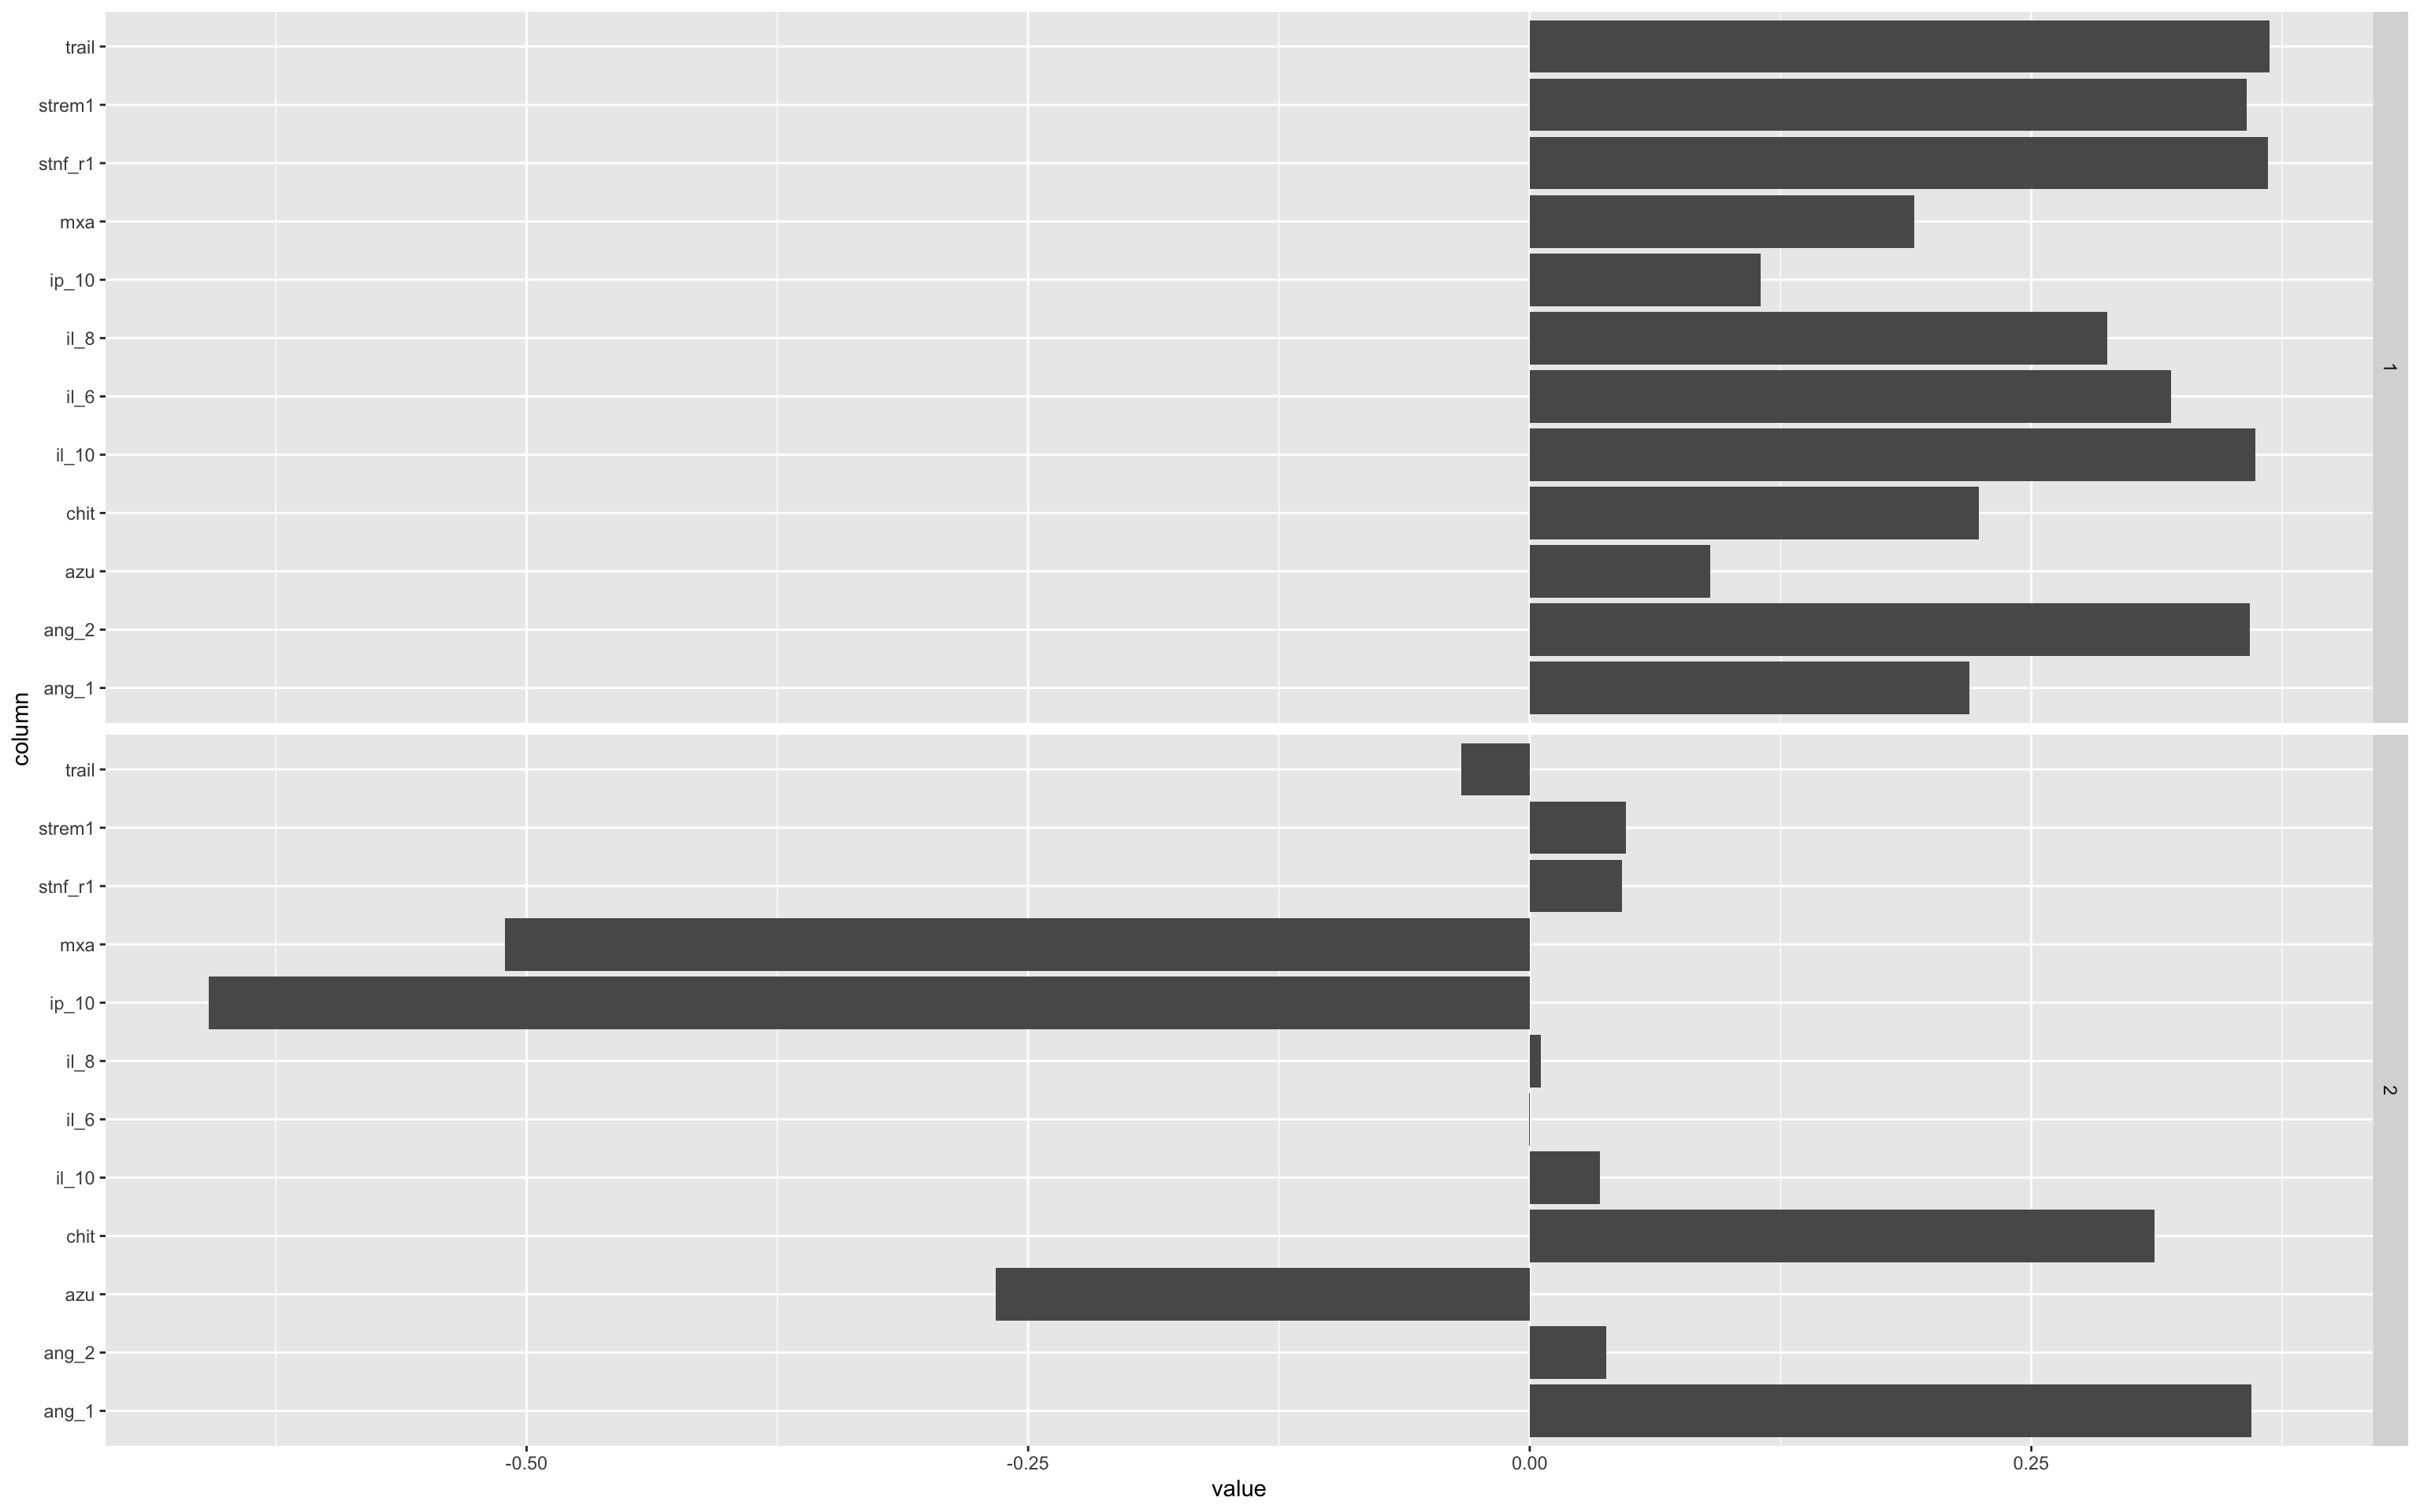 trail
strem1
stnf_r1
mxa
ip_10
il_8
il_6
il_10
chit
azu
ang_2
ang_1
1
column
trail
strem1
stnf_r1
mxa
ip_10
il_8
il_6
il_10
chit
azu
ang_2
ang_1
2
-0.50 -0.25 0.00 0.25
value